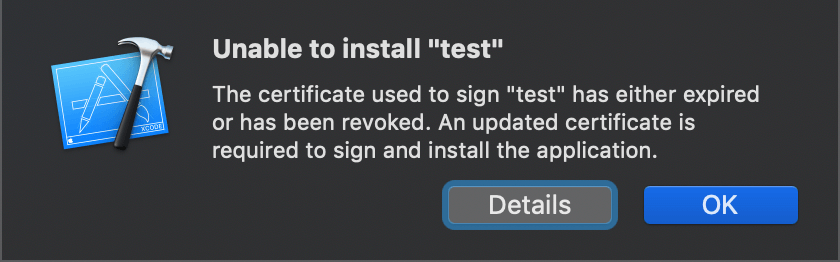 Unable to install "test"
The certificate used to sign "test" has either expired
or has been revoked. An updated certificate is
required to sign and install the application.
XCODE
Details
OK